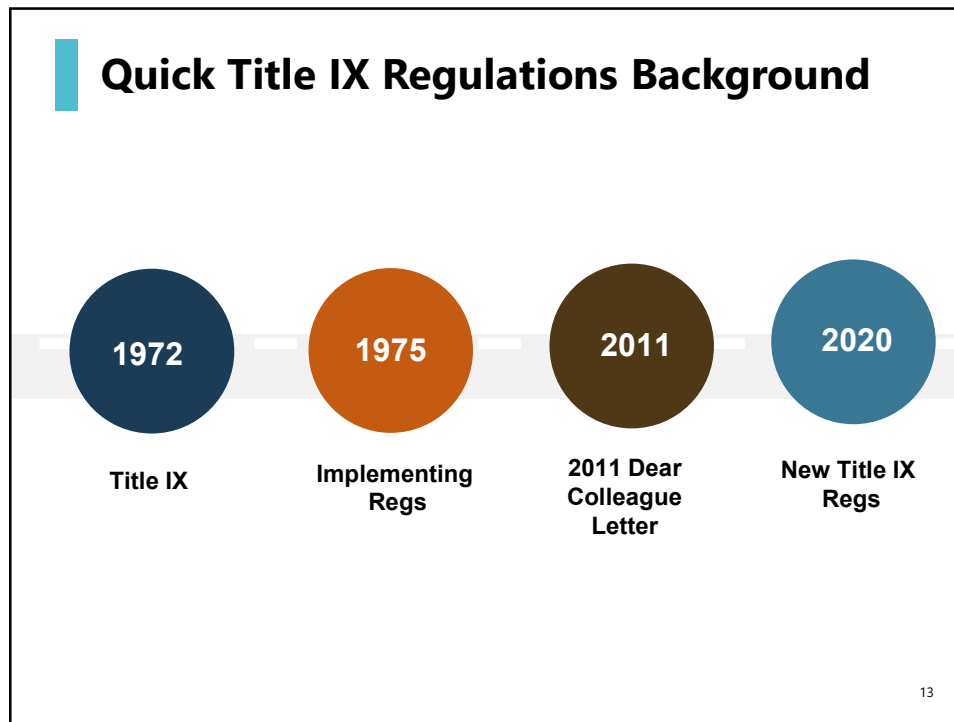 Quick Title IX Regulations Background
1972
1975
2011
2020
Title IX
Implementing
Regs
2011 Dear
Colleague
Letter
New Title IX
Regs
13